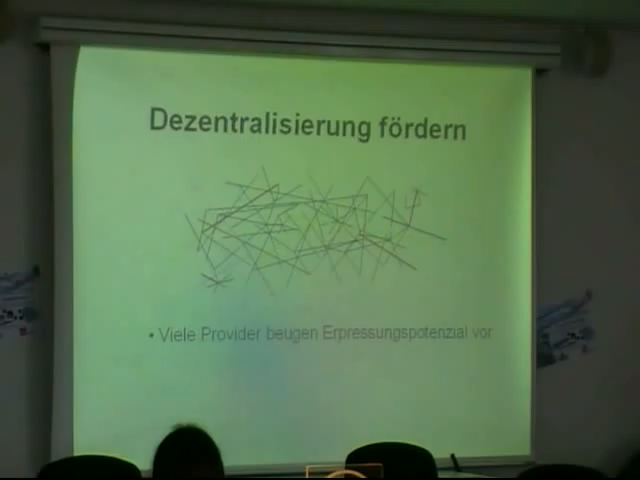 Dezentralisierung fördern
• Viele Provider beugen Erpressungspotenzial vor